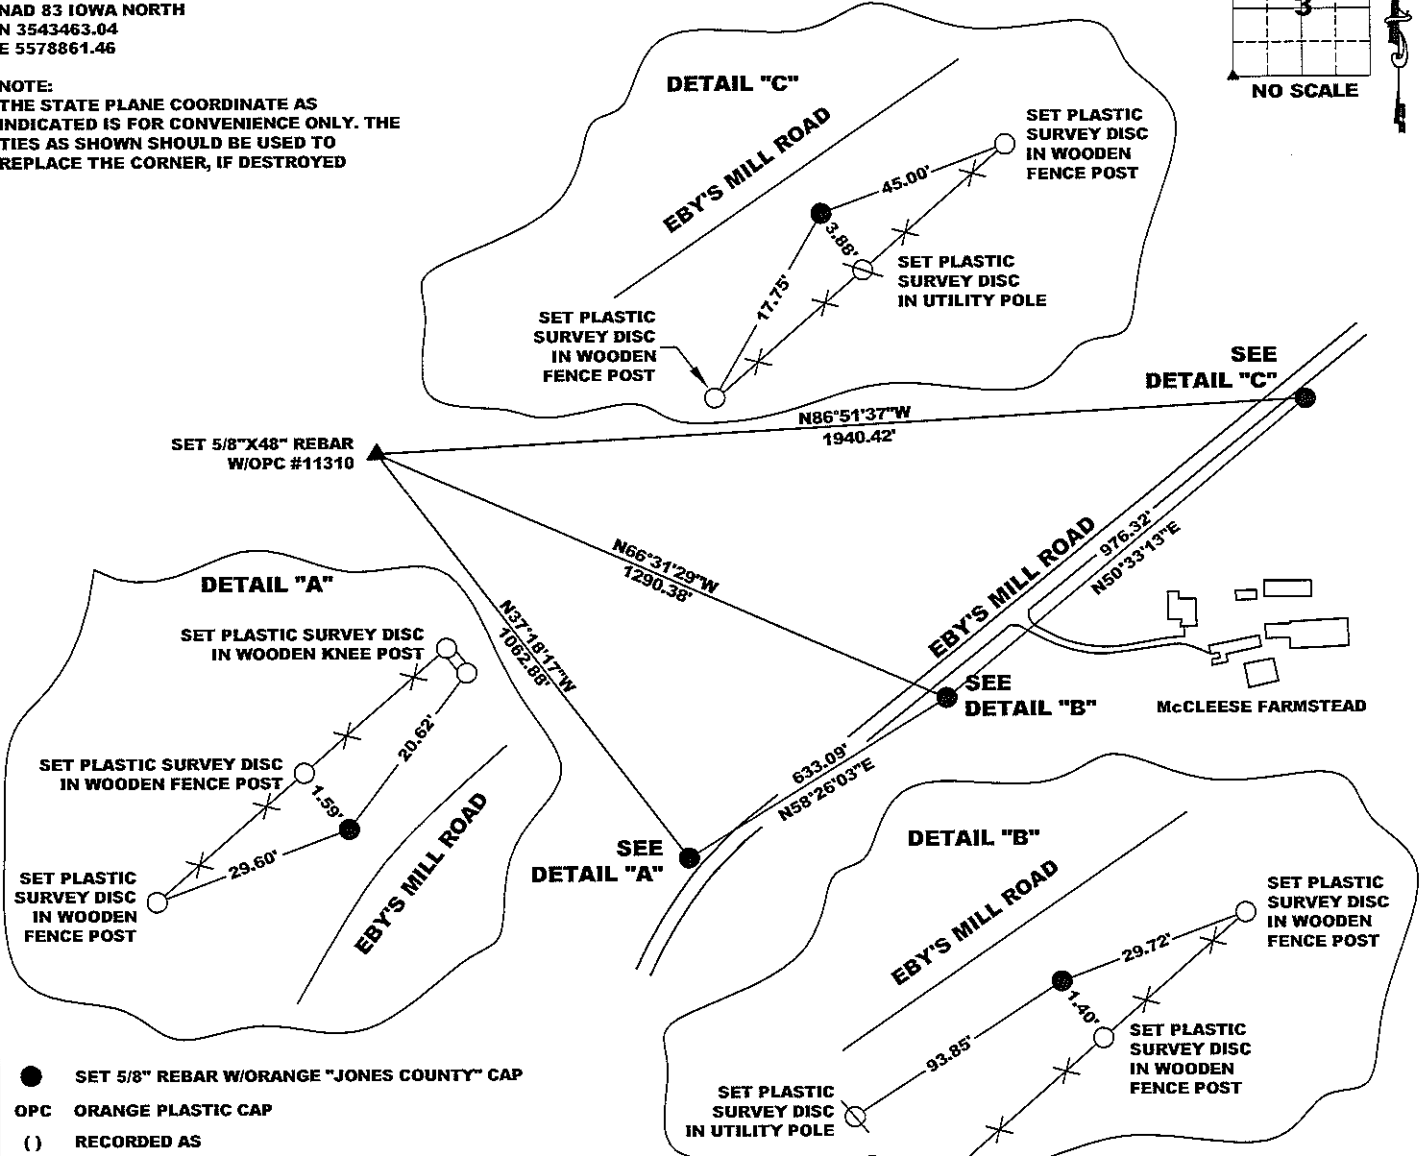 NAD 83 IOWA NORTH
N 3543463.04
E 5578861.46
NOTE:
THE STATE PLANE COORDINATE AS
INDICATED IS FOR CONVENIENCE ONLY. THE
TIES AS SHOWN SHOULD BE USED TO
REPLACE THE CORNER, IF DESTROYED
3
NO SCALE
DETAIL "C"
EBY'S MILL ROAD
SET PLASTIC
SURVEY DISC
IN WOODEN
FENCE POST
45.00'
3.88'
17.75'
SET PLASTIC
SURVEY DISC
IN UTILITY POLE
SET PLASTIC
SURVEY DISC
IN WOODEN
FENCE POST
SEE
DETAIL "C"
N86°51'37"W
1940.42'
SET 5/8"X48" REBAR
W/OPC #11310
N66°31'29"W
1290.38'
N37°18'17"W
1062.88'
EBY'S MILL ROAD
976.32'
N50°33'13"E
SEE
DETAIL "B"
McCLEESE FARMSTEAD
633.09'
N58°26'03"E
SEE
DETAIL "A"
DETAIL "A"
SET PLASTIC SURVEY DISC
IN WOODEN KNEE POST
20.62'
SET PLASTIC SURVEY DISC
IN WOODEN FENCE POST
1.59'
29.60'
EBY'S MILL ROAD
SET PLASTIC
SURVEY DISC
IN WOODEN
FENCE POST
DETAIL "B"
EBY'S MILL ROAD
SET PLASTIC
SURVEY DISC
IN WOODEN
FENCE POST
29.72'
1.40'
93.85'
SET PLASTIC
SURVEY DISC
IN WOODEN
FENCE POST
SET PLASTIC
SURVEY DISC
IN UTILITY POLE
SET 5/8" REBAR W/ORANGE "JONES COUNTY" CAP
OPC ORANGE PLASTIC CAP
( ) RECORDED AS